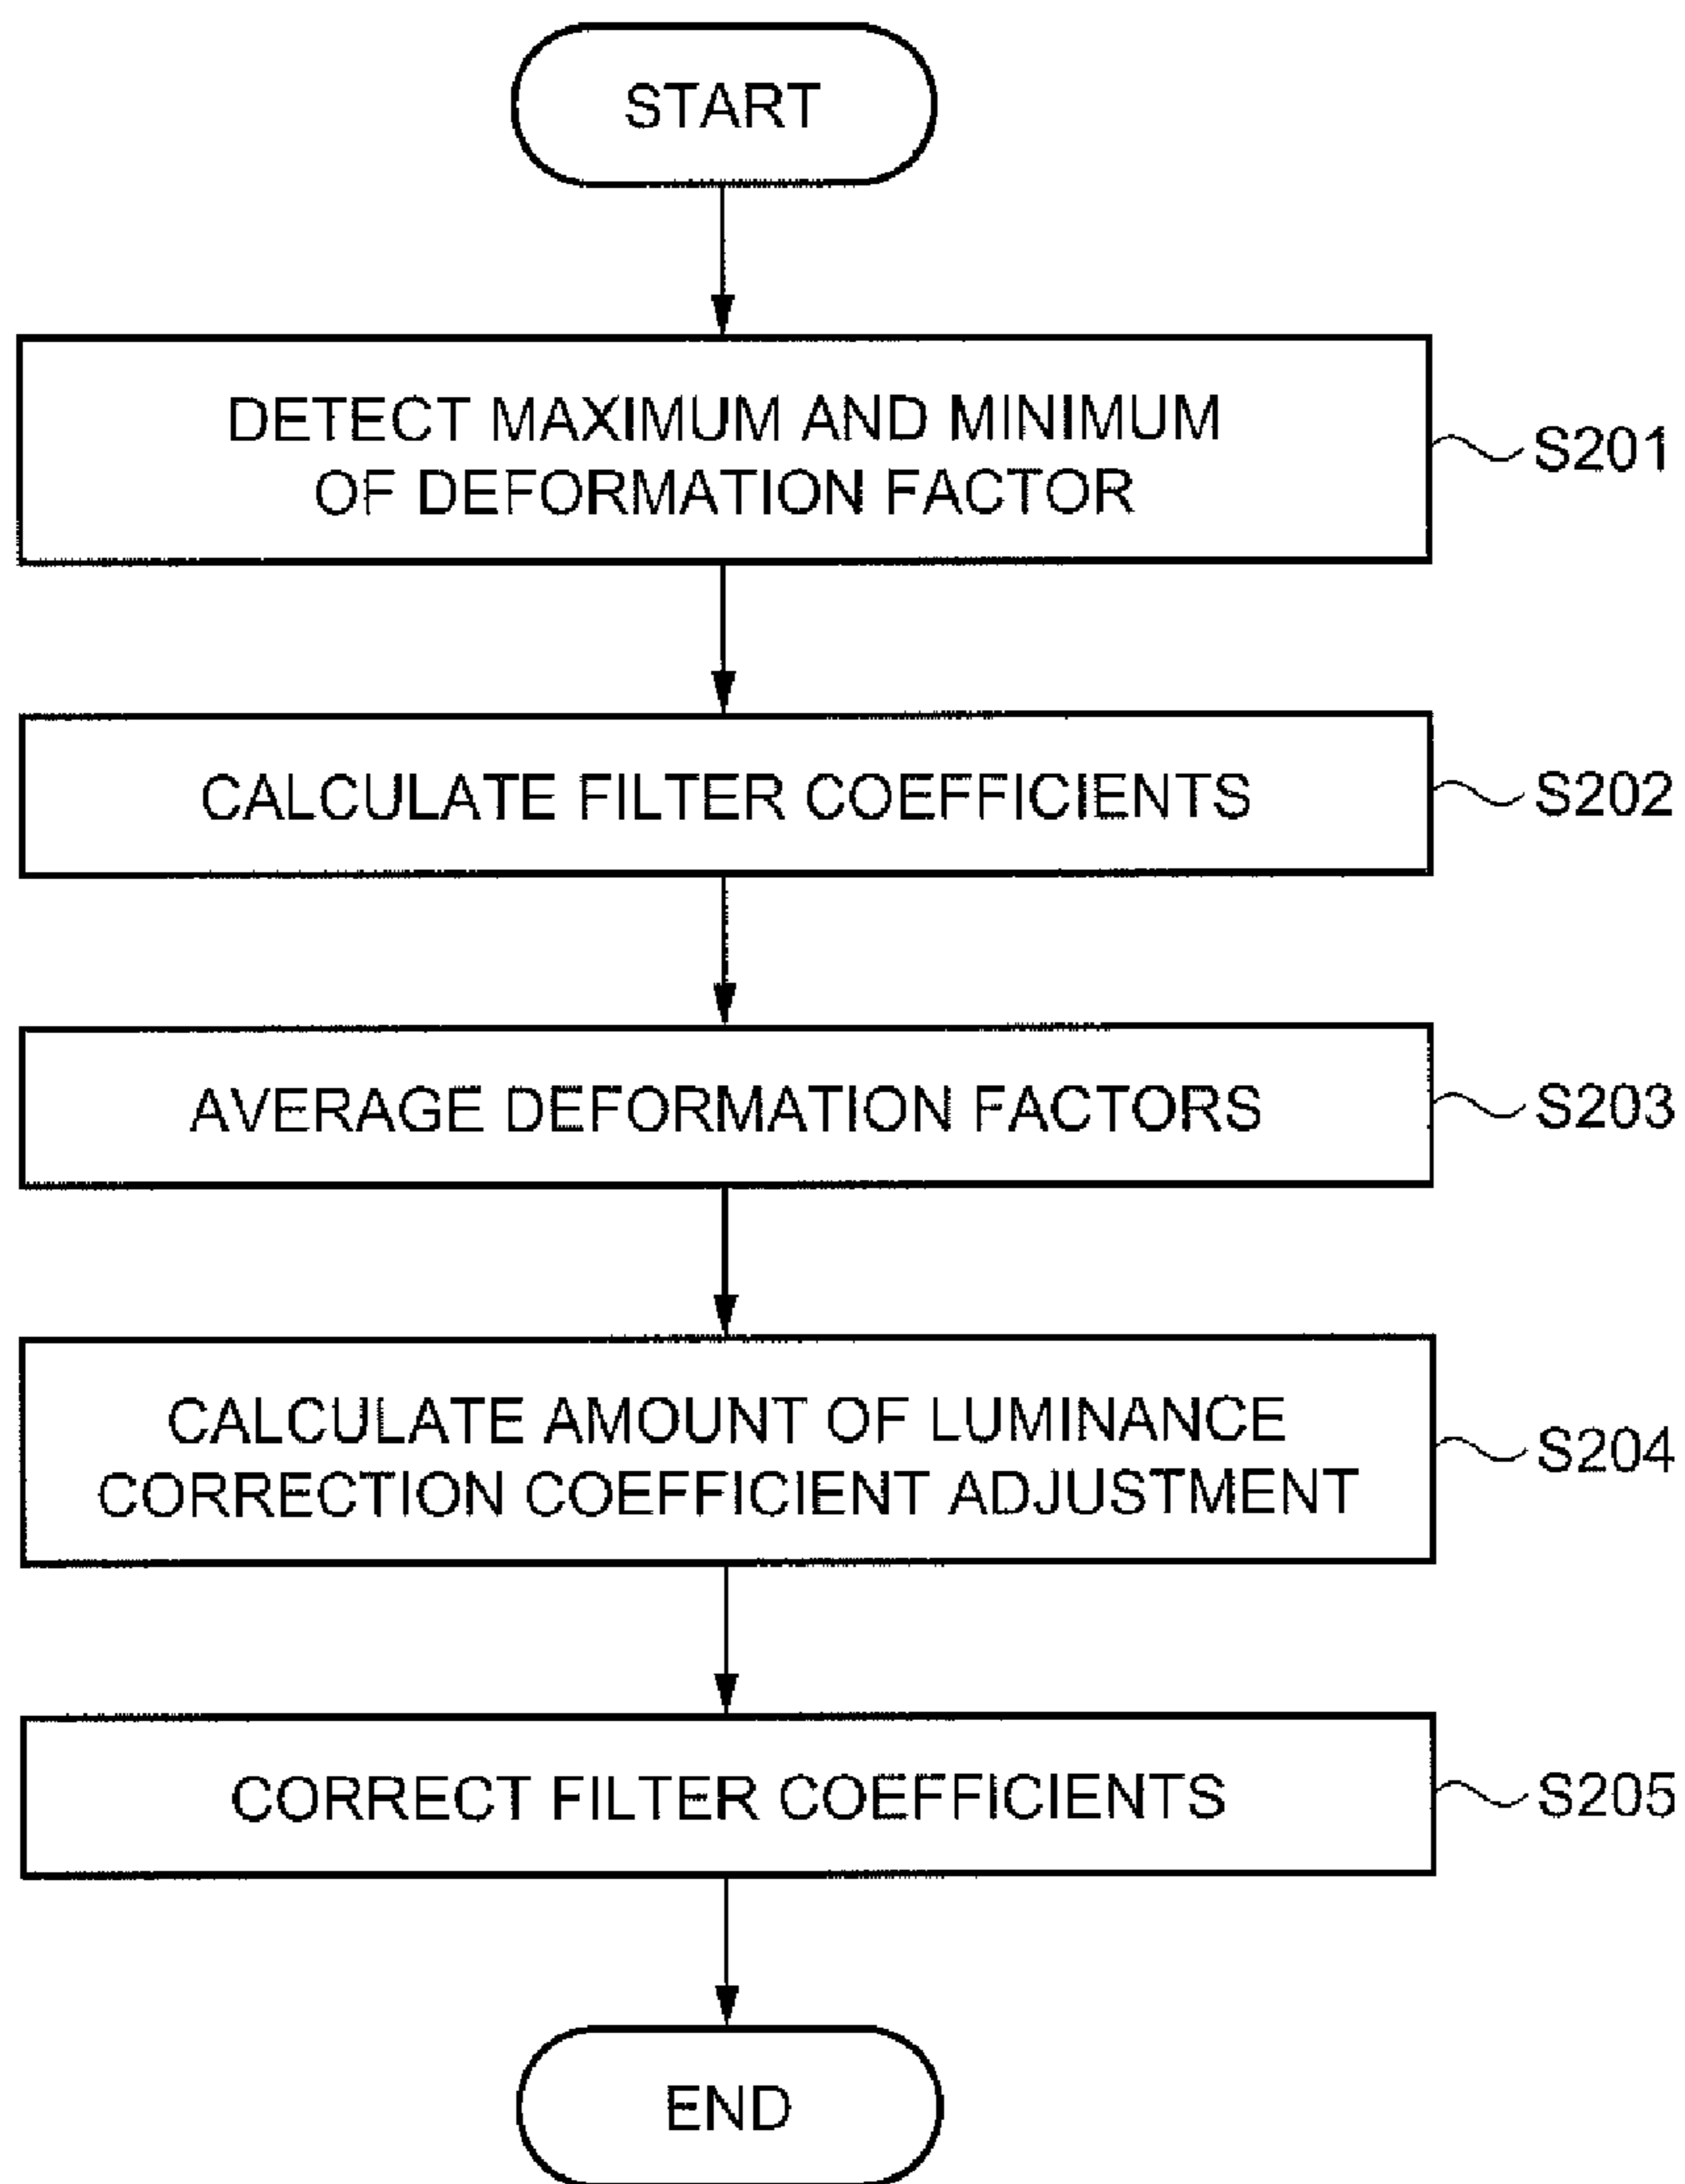 START
DETECT MAXIMUM AND MINIMUM
OF DEFORMATION FACTOR
S201
CALCULATE FILTER COEFFICIENTS
S202
AVERAGE DEFORMATION FACTORS
S203
CALCULATE AMOUNT OF LUMINANCE
CORRECTION COEFFICIENT ADJUSTMENT
S204
CORRECT FILTER COEFFICIENTS
S205
END